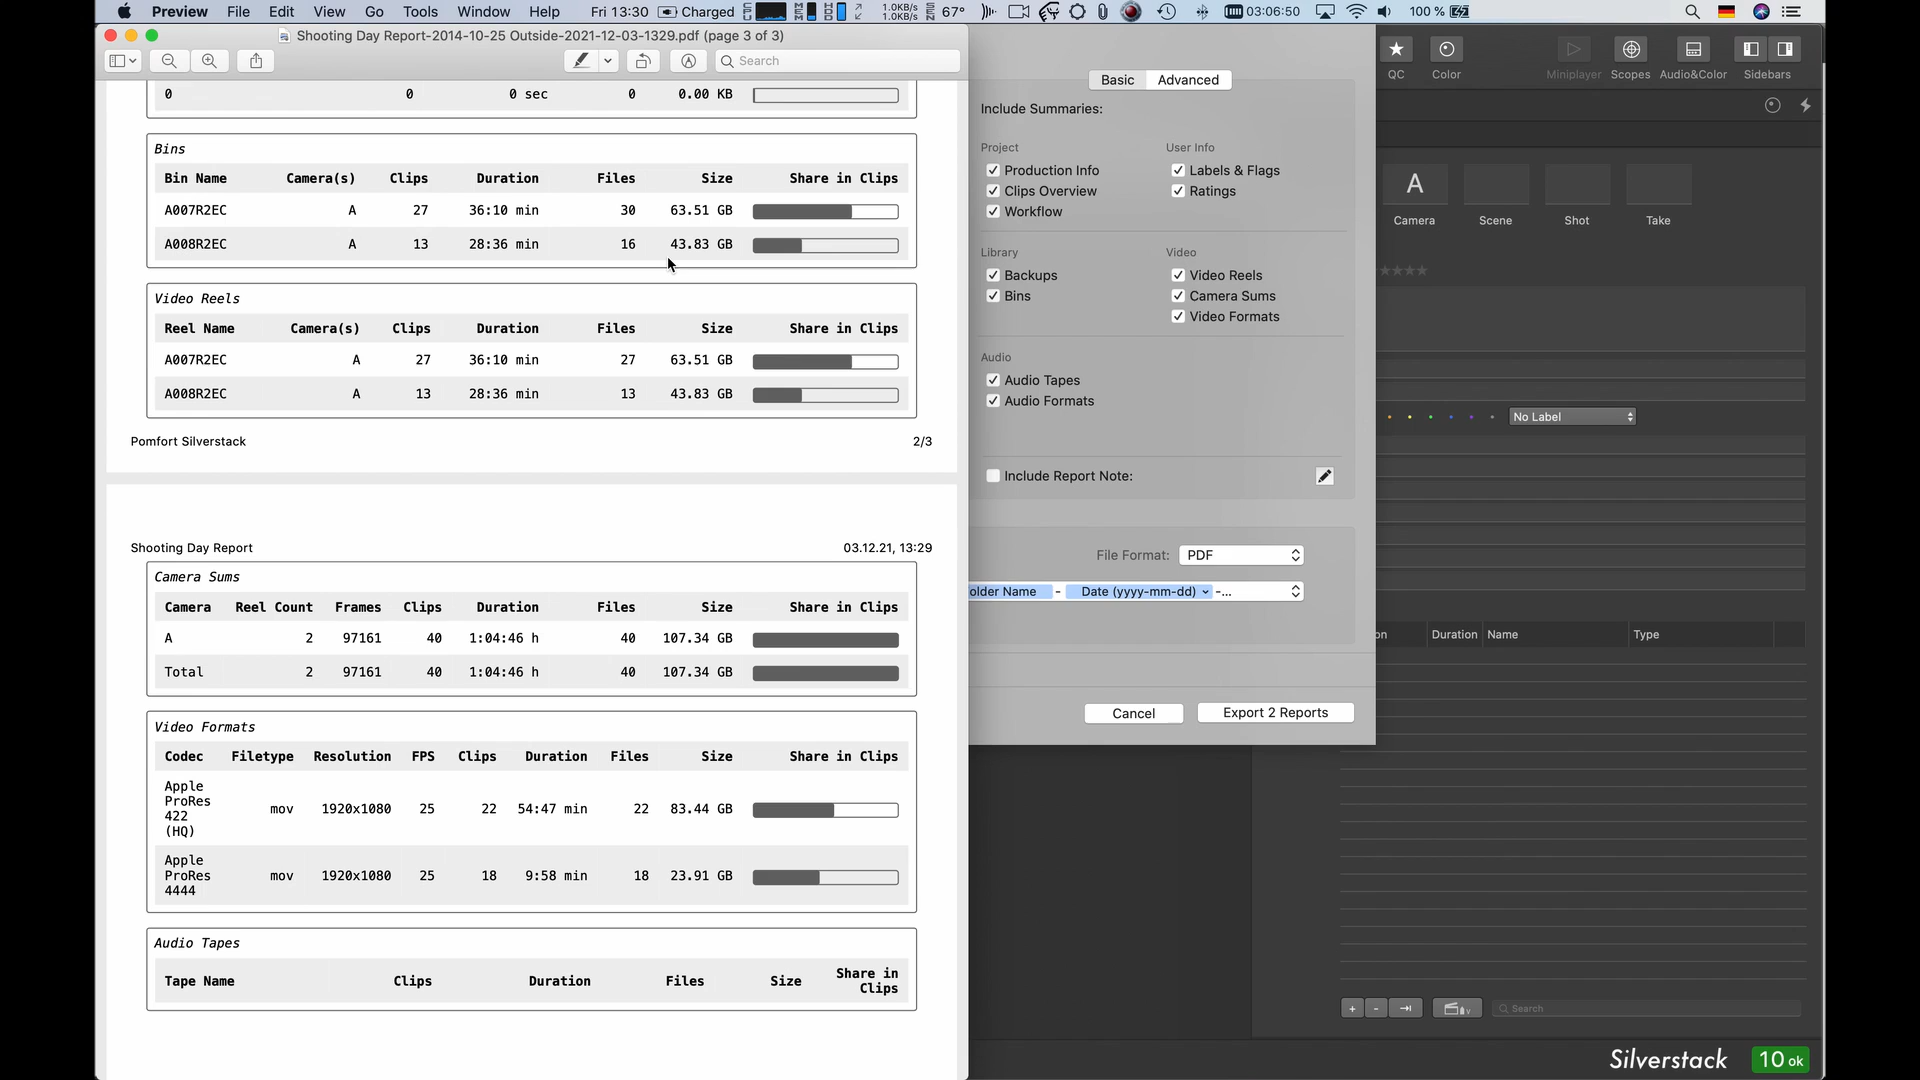 Preview File Edit View Go Tools Window Help Fri 13:30 Charged 1.0KB/s 1.0KB/s 67° 03:06:50 100 %
Shooting Day Report-2014-10-25 Outside-2021-12-03-1329.pdf (page 3 of 3)
Search
0 0 0 sec 0 0.00 KB
Bins
Bin Name Camera(s) Clips Duration Files Size Share in Clips
A007R2EC A 27 36:10 min 30 63.51 GB
A008R2EC A 13 28:36 min 16 43.83 GB
Video Reels
Reel Name Camera(s) Clips Duration Files Size Share in Clips
A007R2EC A 27 36:10 min 27 63.51 GB
A008R2EC A 13 28:36 min 13 43.83 GB
Pomfort Silverstack 2/3
Shooting Day Report 03.12.21, 13:29
Camera Sums
Camera Reel Count Frames Clips Duration Files Size Share in Clips
A 2 97161 40 1:04:46 h 40 107.34 GB
Total 2 97161 40 1:04:46 h 40 107.34 GB
Video Formats
Codec Filetype Resolution FPS Clips Duration Files Size Share in Clips
Apple
ProRes
422
(HQ)
mov 1920x1080 25 22 54:47 min 22 83.44 GB
Apple
ProRes
4444
mov 1920x1080 25 18 9:58 min 18 23.91 GB
Audio Tapes
Tape Name Clips Duration Files Size Share in
Clips
Basic Advanced
Include Summaries:
Project User Info
Production Info Labels & Flags
Clips Overview Ratings
Workflow
Library Video
Backups Video Reels
Bins Camera Sums
Video Formats
Audio
Audio Tapes
Audio Formats
Include Report Note:
File Format: PDF
older Name - Date (yyyy-mm-dd) -...
Cancel Export 2 Reports
QC Color Miniplayer Scopes Audio&Color Sidebars
A
Camera Scene Shot Take
No Label
on Duration Name Type
+ - Search
Silverstack 10 ok